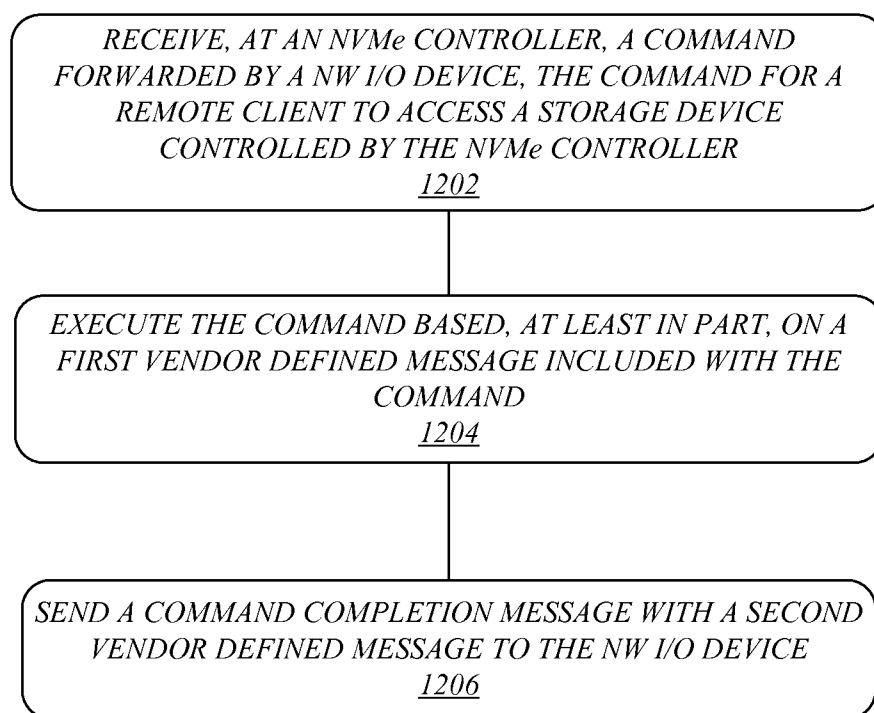 RECEIVE, AT AN NVMe CONTROLLER, A COMMAND
FORWARDED BY A NW I/O DEVICE, THE COMMAND FOR A
REMOTE CLIENT TO ACCESS A STORAGE DEVICE
CONTROLLED BY THE NVMe CONTROLLER
1202
EXECUTE THE COMMAND BASED, AT LEAST IN PART, ON A
FIRST VENDOR DEFINED MESSAGE INCLUDED WITH THE
COMMAND
1204
SEND A COMMAND COMPLETION MESSAGE WITH A SECOND
VENDOR DEFINED MESSAGE TO THE NW I/O DEVICE
1206